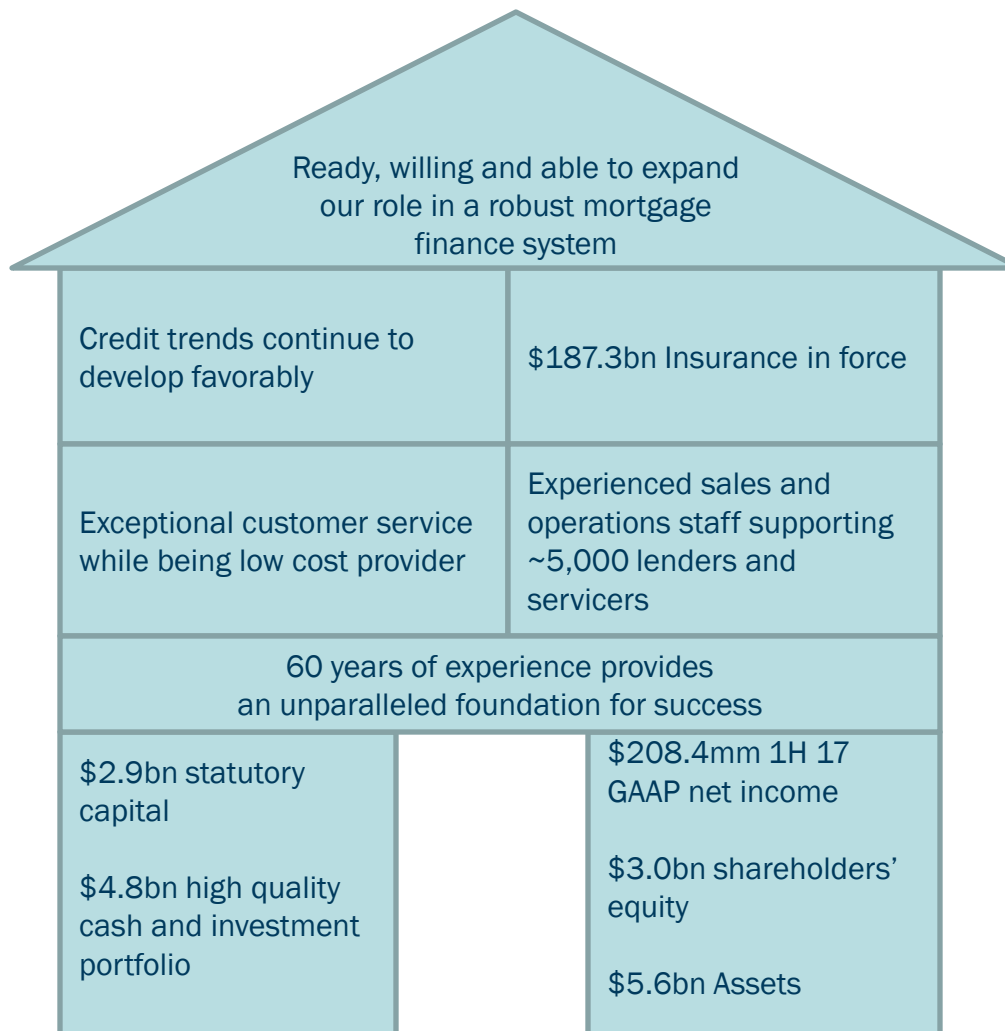 Ready, willing and able to expand
our role in a robust mortgage
finance system
Credit trends continue to
develop favorably
$187.3bn Insurance in force
Exceptional customer service
while being low cost provider
Experienced sales and
operations staff supporting
~5,000 lenders and
servicers
60 years of experience provides
an unparalleled foundation for success
$2.9bn statutory
capital
$4.8bn high quality
cash and investment
portfolio
$208.4mm 1H 17
GAAP net income
$3.0bn shareholders’
equity
$5.6bn Assets